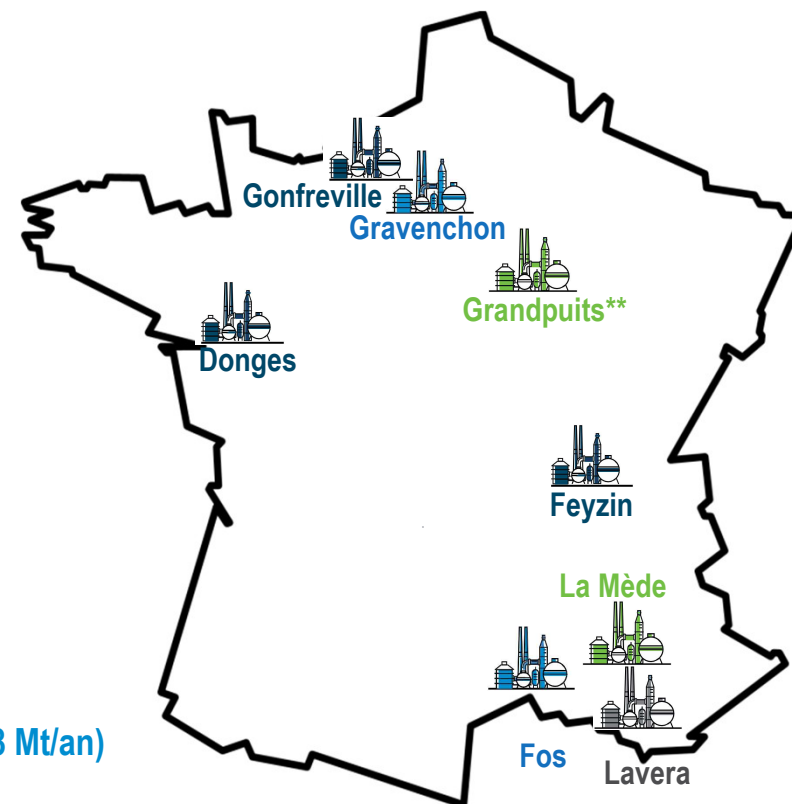 Gonfreville
Gravenchon
Grandpuits**
Donges
Feyzin
La Mède
Mt/an)
Fos
Lavera